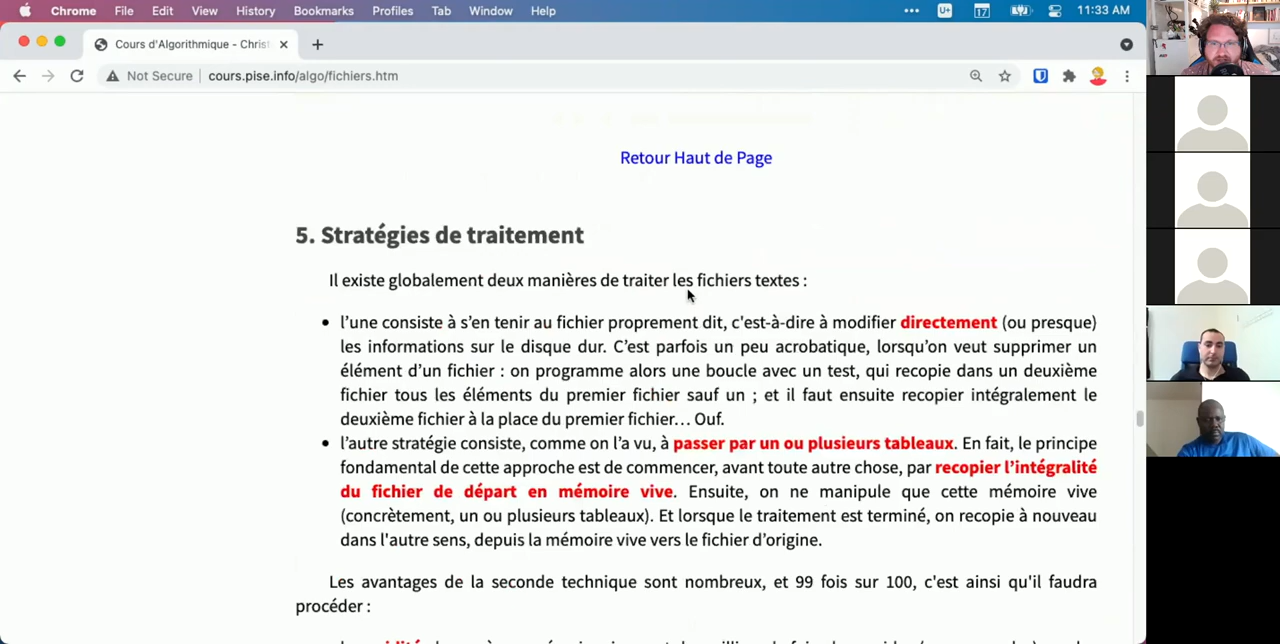 Chrome File Edit View History Bookmarks Profiles Tab Window Help ••• U+ 17 11:33 AM
Cours d'Algorithmique - Christ
Not Secure cours.pise.info/algo/fichiers.htm
Retour Haut de Page
5. Stratégies de traitement
Il existe globalement deux manières de traiter les fichiers textes :
• l’une consiste à s’en tenir au fichier proprement dit, c'est-à-dire à modifier directement (ou presque)
les informations sur le disque dur. C’est parfois un peu acrobatique, lorsqu’on veut supprimer un
élément d’un fichier : on programme alors une boucle avec un test, qui recopie dans un deuxième
fichier tous les éléments du premier fichier sauf un ; et il faut ensuite recopier intégralement le
deuxième fichier à la place du premier fichier… Ouf.
• l’autre stratégie consiste, comme on l’a vu, à passer par un ou plusieurs tableaux. En fait, le principe
fondamental de cette approche est de commencer, avant toute autre chose, par recopier l’intégralité
du fichier de départ en mémoire vive. Ensuite, on ne manipule que cette mémoire vive
(concrètement, un ou plusieurs tableaux). Et lorsque le traitement est terminé, on recopie à nouveau
dans l'autre sens, depuis la mémoire vive vers le fichier d’origine.
Les avantages de la seconde technique sont nombreux, et 99 fois sur 100, c'est ainsi qu'il faudra
procéder :